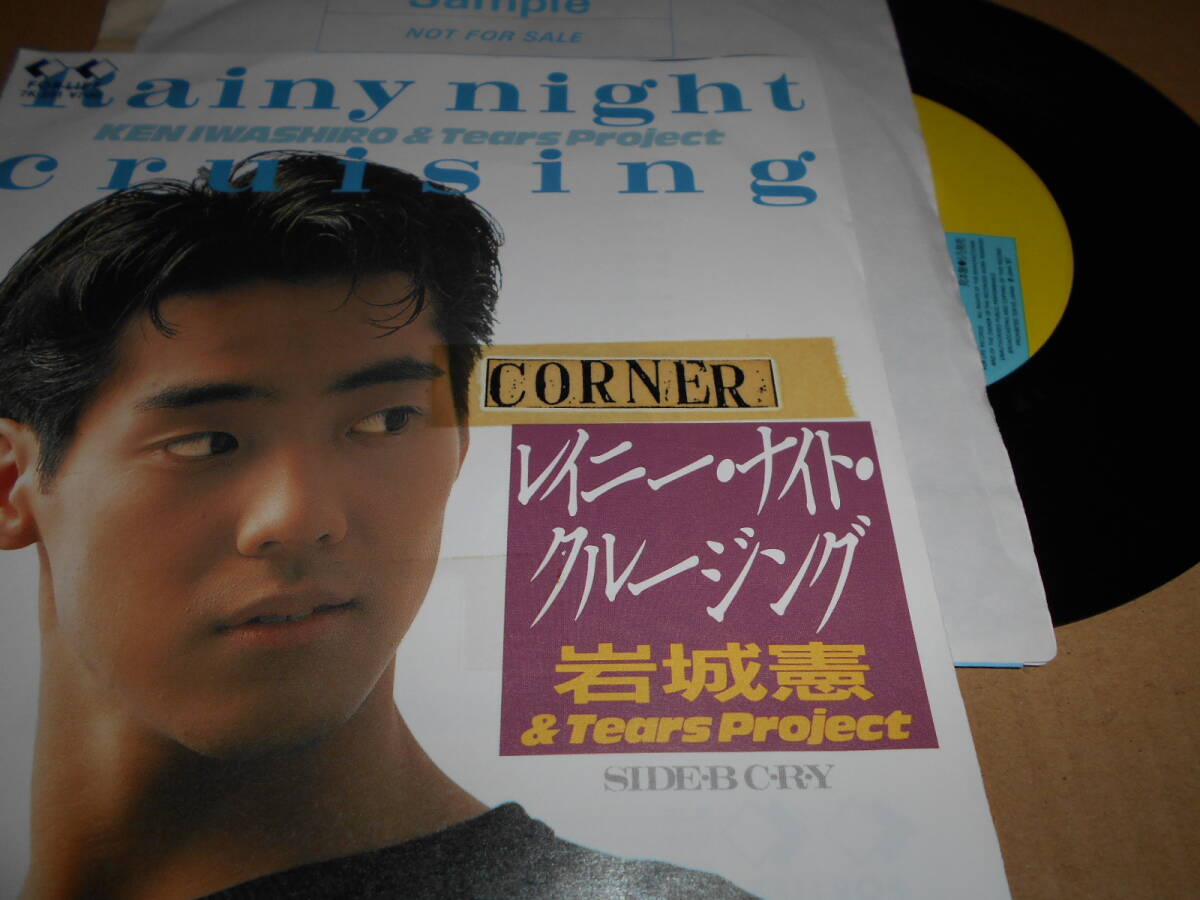 Sample
NOT FOR SALE
Rainy night
KEN IWASHIRO & Tears Project
cruising
CORNER
レイニー・ナイト・
クルージング
岩城憲
& Tears Project
SIDE・B C・R・Y